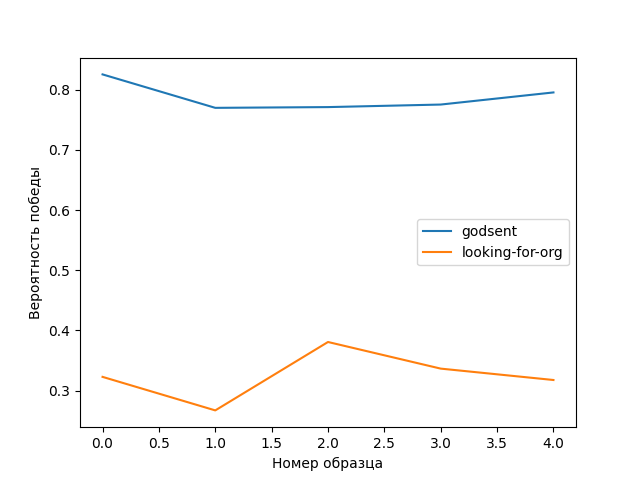 0.8
0.7
0.6
0.5
0.4
0.3
Вероятность победы
godsent
looking-for-org
0.0 0.5 1.0 1.5 2.0 2.5 3.0 3.5 4.0
Номер образца